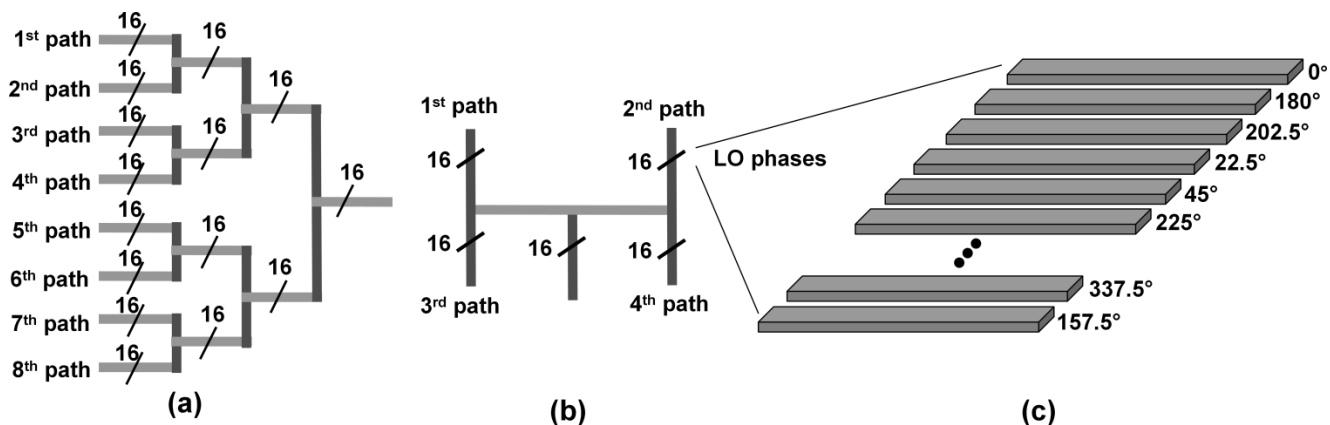 16
1st path
16
16
2nd path
16
16
3rd path
16
16
4th path
16
16
5th path
16
16
6th path
16
16
7th path
16
16
8th path
(a)
1st path
2nd path
16
16
LO phases
16
16
16
3rd path
4th path
(b)
0°
180°
202.5°
22.5°
45°
225°
337.5°
157.5°
(c)